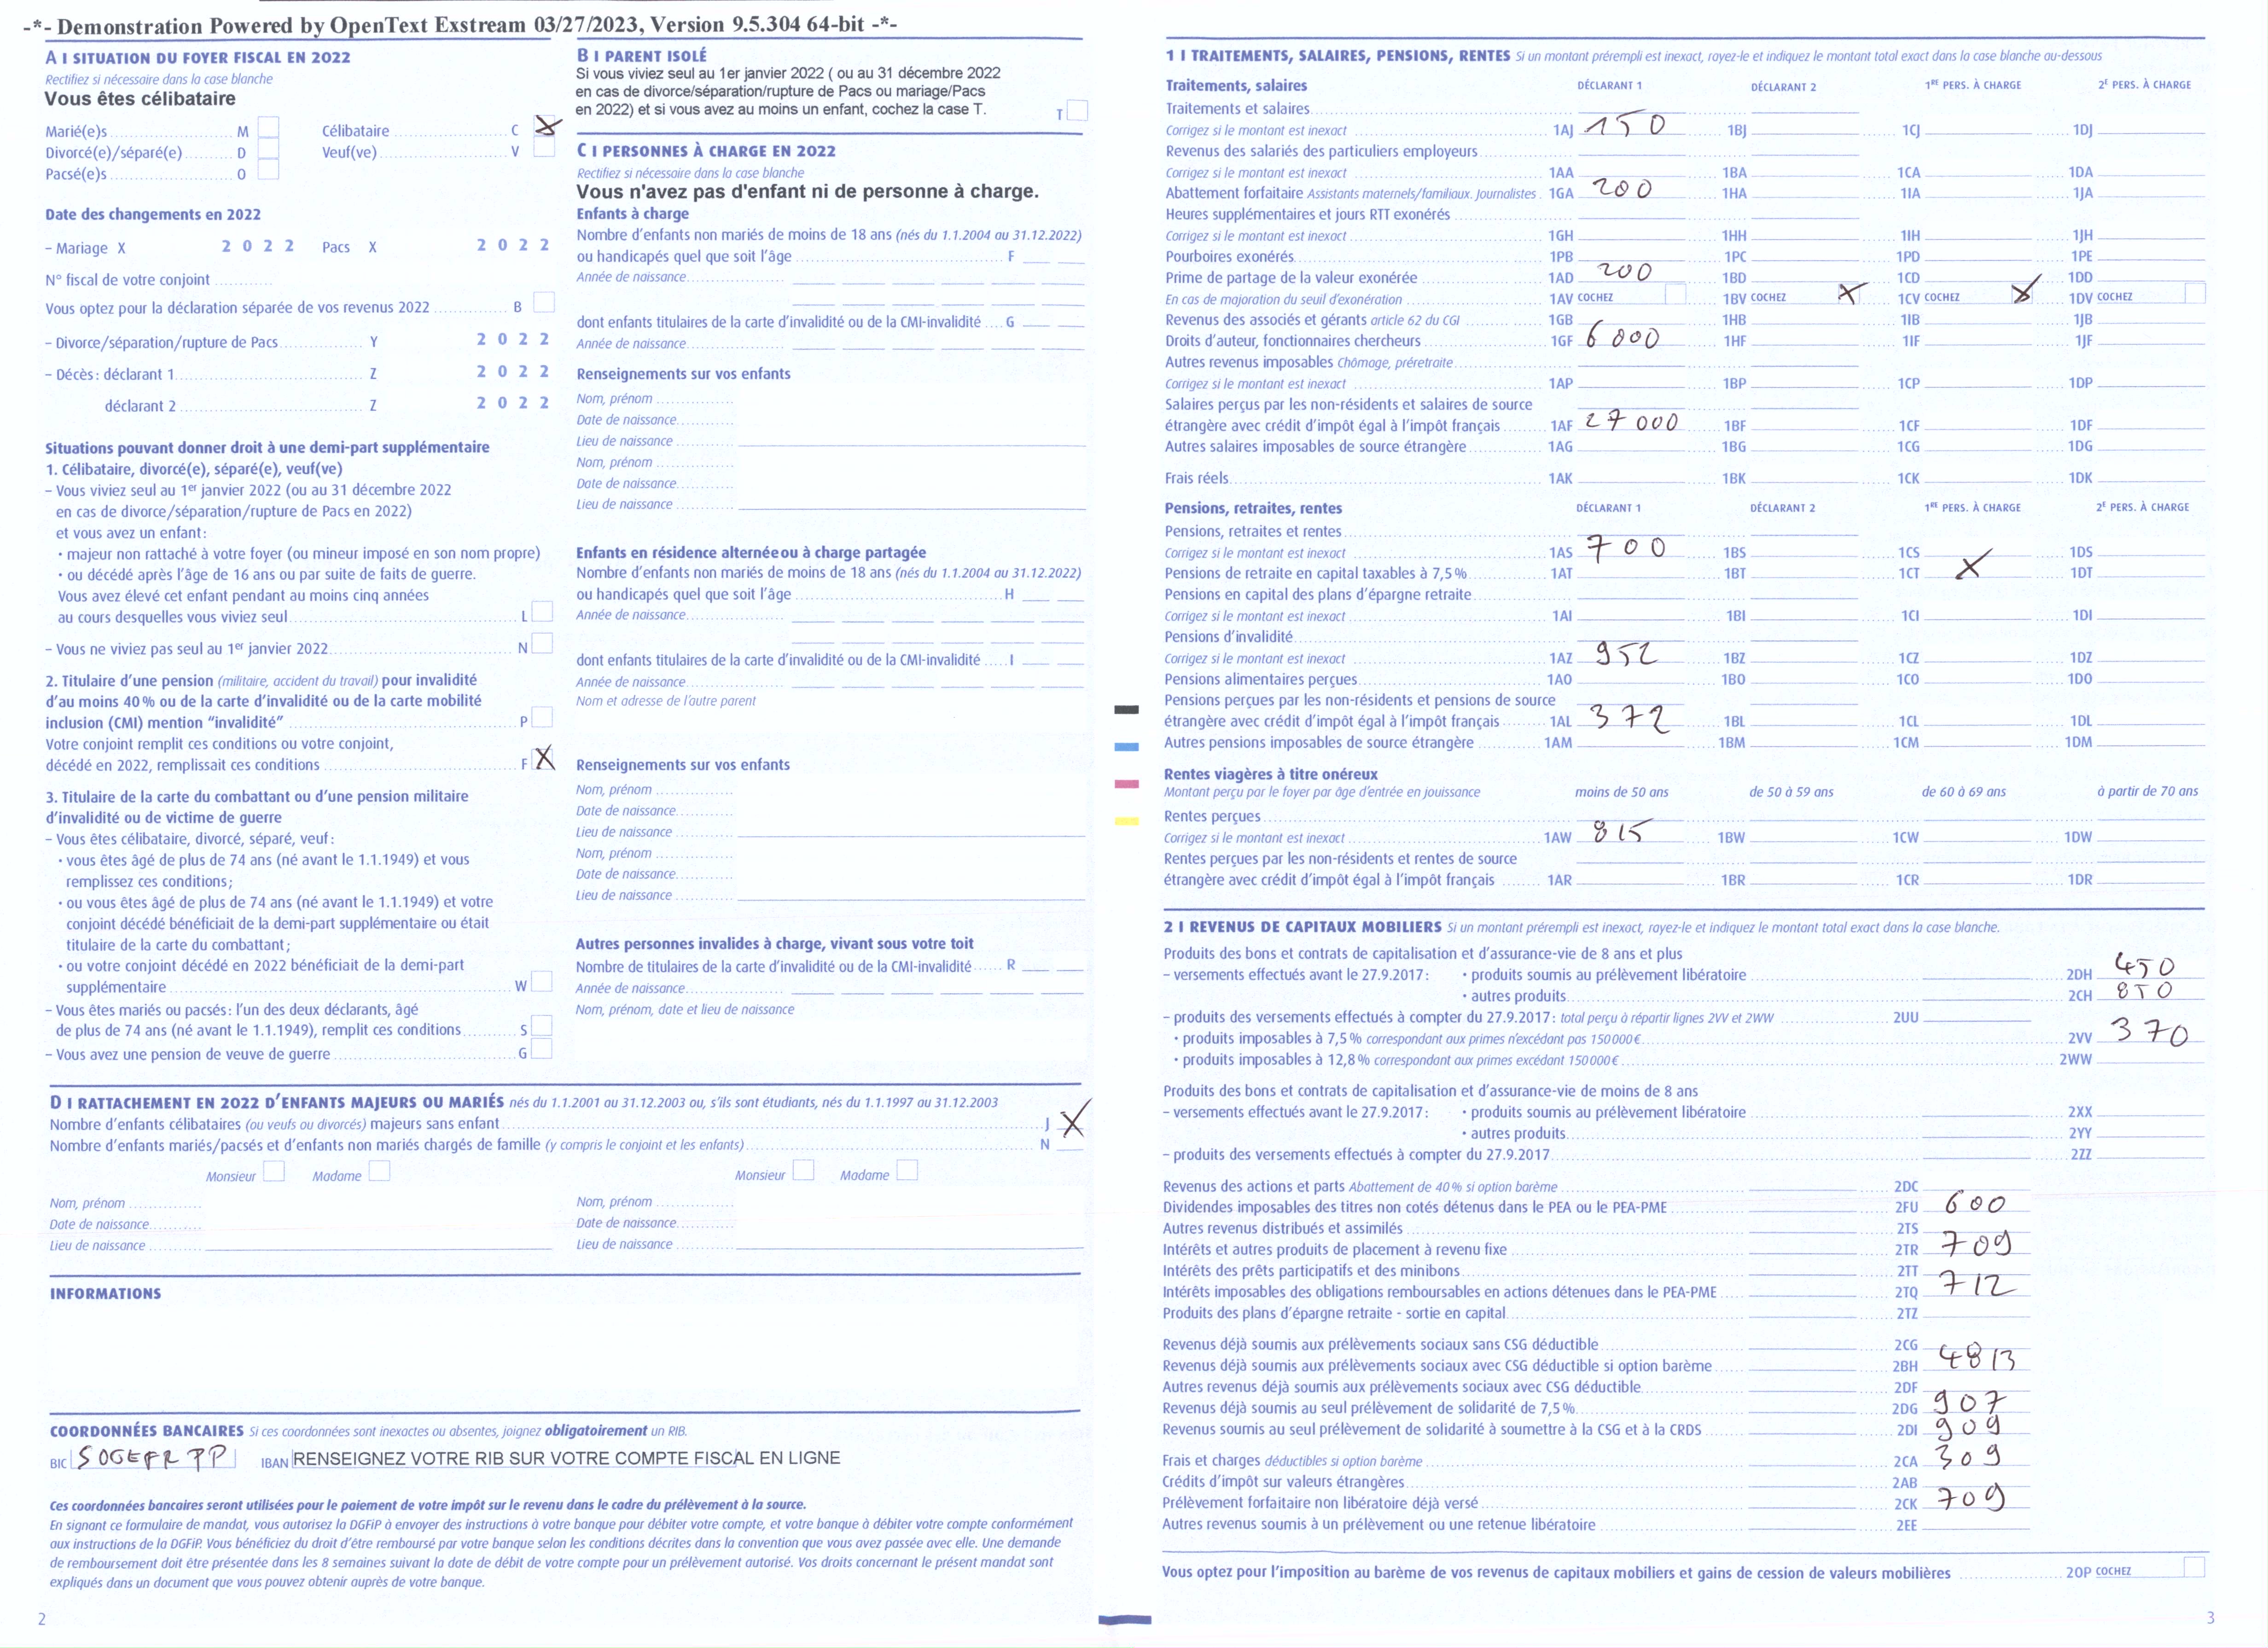 -*- Demonstration Powered by OpenText Exstream 03/27/2023, Version 9.5.304 64-bit -*-
A I SITUATION DU FOYER FISCAL EN 2022
Rectifiez si nécessaire dans la case blanche
Vous êtes célibataire
Marié(e)s M
Célibataire C X
Divorcé(e)/séparé(e) D
Veuf(ve) V
Pacsé(e)s O
Date des changements en 2022
– Mariage X 2 0 2 2 Pacs X 2 0 2 2
N° fiscal de votre conjoint
Vous optez pour la déclaration séparée de vos revenus 2022 B
– Divorce/séparation/rupture de Pacs Y 2 0 2 2
– Décès : déclarant 1 Z 2 0 2 2
déclarant 2 Z 2 0 2 2
Situations pouvant donner droit à une demi-part supplémentaire
1. Célibataire, divorcé(e), séparé(e), veuf(ve)
– Vous viviez seul au 1er janvier 2022 (ou au 31 décembre 2022
en cas de divorce/séparation/rupture de Pacs en 2022)
et vous avez un enfant :
• majeur non rattaché à votre foyer (ou mineur imposé en son nom propre)
• ou décédé après l'âge de 16 ans ou par suite de faits de guerre.
Vous avez élevé cet enfant pendant au moins cinq années
au cours desquelles vous viviez seul L
– Vous ne viviez pas seul au 1er janvier 2022 N
2. Titulaire d'une pension (militaire, accident du travail) pour invalidité
d'au moins 40 % ou de la carte d'invalidité ou de la carte mobilité
inclusion (CMI) mention "invalidité" P
Votre conjoint remplit ces conditions ou votre conjoint,
décédé en 2022, remplissait ces conditions F X
3. Titulaire de la carte du combattant ou d'une pension militaire
d'invalidité ou de victime de guerre
– Vous êtes célibataire, divorcé, séparé, veuf :
• vous êtes âgé de plus de 74 ans (né avant le 1.1.1949) et vous
remplissez ces conditions ;
• ou vous êtes âgé de plus de 74 ans (né avant le 1.1.1949) et votre
conjoint décédé bénéficiait de la demi-part supplémentaire ou était
titulaire de la carte du combattant ;
• ou votre conjoint décédé en 2022 bénéficiait de la demi-part
supplémentaire W
– Vous êtes mariés ou pacsés : l'un des deux déclarants, âgé
de plus de 74 ans (né avant le 1.1.1949), remplit ces conditions S
– Vous avez une pension de veuve de guerre G
B I PARENT ISOLÉ
Si vous viviez seul au 1er janvier 2022 ( ou au 31 décembre 2022
en cas de divorce/séparation/rupture de Pacs ou mariage/Pacs
en 2022) et si vous avez au moins un enfant, cochez la case T. T
C I PERSONNES À CHARGE EN 2022
Rectifiez si nécessaire dans la case blanche
Vous n'avez pas d'enfant ni de personne à charge.
Enfants à charge
Nombre d'enfants non mariés de moins de 18 ans (nés du 1.1.2004 au 31.12.2022)
ou handicapés quel que soit l'âge F
Année de naissance
dont enfants titulaires de la carte d'invalidité ou de la CMI-invalidité G
Année de naissance
Renseignements sur vos enfants
Nom, prénom
Date de naissance
Lieu de naissance
Nom, prénom
Date de naissance
Lieu de naissance
Enfants en résidence alternée ou à charge partagée
Nombre d'enfants non mariés de moins de 18 ans (nés du 1.1.2004 au 31.12.2022)
ou handicapés quel que soit l'âge H
Année de naissance
dont enfants titulaires de la carte d'invalidité ou de la CMI-invalidité I
Année de naissance
Nom et adresse de l'autre parent
Renseignements sur vos enfants
Nom, prénom
Date de naissance
Lieu de naissance
Nom, prénom
Date de naissance
Lieu de naissance
Autres personnes invalides à charge, vivant sous votre toit
Nombre de titulaires de la carte d'invalidité ou de la CMI-invalidité R
Année de naissance
Nom, prénom, date et lieu de naissance
D I RATTACHEMENT EN 2022 D'ENFANTS MAJEURS OU MARIÉS nés du 1.1.2001 au 31.12.2003 ou, s'ils sont étudiants, nés du 1.1.1997 au 31.12.2003
Nombre d'enfants célibataires (ou veufs ou divorcés) majeurs sans enfant J X
Nombre d'enfants mariés/pacsés et d'enfants non mariés chargés de famille (y compris le conjoint et les enfants) N
Monsieur Madame Monsieur Madame
Nom, prénom Nom, prénom
Date de naissance Date de naissance
Lieu de naissance Lieu de naissance
INFORMATIONS
COORDONNÉES BANCAIRES Si ces coordonnées sont inexactes ou absentes, joignez obligatoirement un RIB.
BIC SOGEFRPP IBAN RENSEIGNEZ VOTRE RIB SUR VOTRE COMPTE FISCAL EN LIGNE
Ces coordonnées bancaires seront utilisées pour le paiement de votre impôt sur le revenu dans le cadre du prélèvement à la source.
En signant ce formulaire de mandat, vous autorisez la DGFiP à envoyer des instructions à votre banque pour débiter votre compte, et votre banque à débiter votre compte conformément
aux instructions de la DGFiP. Vous bénéficiez du droit d'être remboursé par votre banque selon les conditions décrites dans la convention que vous avez passée avec elle. Une demande
de remboursement doit être présentée dans les 8 semaines suivant la date de débit de votre compte pour un prélèvement autorisé. Vos droits concernant le présent mandat sont
expliqués dans un document que vous pouvez obtenir auprès de votre banque.
2
1 I TRAITEMENTS, SALAIRES, PENSIONS, RENTES Si un montant prérempli est inexact, rayez-le et indiquez le montant total exact dans la case blanche au-dessous
Traitements, salaires DÉCLARANT 1 DÉCLARANT 2 1RE PERS. À CHARGE 2E PERS. À CHARGE
Traitements et salaires
Corrigez si le montant est inexact 1AJ 150 1BJ 1CJ 1DJ
Revenus des salariés des particuliers employeurs
Corrigez si le montant est inexact 1AA 1BA 1CA 1DA
Abattement forfaitaire Assistants maternels/familiaux. Journalistes 1GA 200 1HA 1IA 1JA
Heures supplémentaires et jours RTT exonérés
Corrigez si le montant est inexact 1GH 1HH 1IH 1JH
Pourboires exonérés 1PB 1PC 1PD 1PE
Prime de partage de la valeur exonérée 1AD 200 1BD 1CD 1DD
En cas de majoration du seuil d'exonération 1AV COCHEZ 1BV COCHEZ X 1CV COCHEZ X 1DV COCHEZ
Revenus des associés et gérants article 62 du CGI 1GB 1HB 1IB 1JB
Droits d'auteur, fonctionnaires chercheurs 1GF 6 000 1HF 1IF 1JF
Autres revenus imposables Chômage, préretraite
Corrigez si le montant est inexact 1AP 1BP 1CP 1DP
Salaires perçus par les non-résidents et salaires de source
étrangère avec crédit d'impôt égal à l'impôt français 1AF 27 000 1BF 1CF 1DF
Autres salaires imposables de source étrangère 1AG 1BG 1CG 1DG
Frais réels 1AK 1BK 1CK 1DK
Pensions, retraites, rentes DÉCLARANT 1 DÉCLARANT 2 1RE PERS. À CHARGE 2E PERS. À CHARGE
Pensions, retraites et rentes
Corrigez si le montant est inexact 1AS 700 1BS 1CS 1DS
Pensions de retraite en capital taxables à 7,5 % 1AT 1BT 1CT X 1DT
Pensions en capital des plans d'épargne retraite
Corrigez si le montant est inexact 1AI 1BI 1CI 1DI
Pensions d'invalidité
Corrigez si le montant est inexact 1AZ 952 1BZ 1CZ 1DZ
Pensions alimentaires perçues 1AO 1BO 1CO 1DO
Pensions perçues par les non-résidents et pensions de source
étrangère avec crédit d'impôt égal à l'impôt français 1AL 372 1BL 1CL 1DL
Autres pensions imposables de source étrangère 1AM 1BM 1CM 1DM
Rentes viagères à titre onéreux
Montant perçu par le foyer par âge d'entrée en jouissance moins de 50 ans de 50 à 59 ans de 60 à 69 ans à partir de 70 ans
Rentes perçues
Corrigez si le montant est inexact 1AW 815 1BW 1CW 1DW
Rentes perçues par les non-résidents et rentes de source
étrangère avec crédit d'impôt égal à l'impôt français 1AR 1BR 1CR 1DR
2 I REVENUS DE CAPITAUX MOBILIERS Si un montant prérempli est inexact, rayez-le et indiquez le montant total exact dans la case blanche.
Produits des bons et contrats de capitalisation et d'assurance-vie de 8 ans et plus
– versements effectués avant le 27.9.2017 : • produits soumis au prélèvement libératoire 2DH 450
• autres produits 2CH 850
– produits des versements effectués à compter du 27.9.2017 : total perçu à répartir lignes 2VV et 2WW 2UU
• produits imposables à 7,5 % correspondant aux primes n'excédant pas 150 000 € 2VV 370
• produits imposables à 12,8 % correspondant aux primes excédant 150 000 € 2WW
Produits des bons et contrats de capitalisation et d'assurance-vie de moins de 8 ans
– versements effectués avant le 27.9.2017 : • produits soumis au prélèvement libératoire 2XX
• autres produits 2YY
– produits des versements effectués à compter du 27.9.2017 2ZZ
Revenus des actions et parts Abattement de 40 % si option barème 2DC
Dividendes imposables des titres non cotés détenus dans le PEA ou le PEA-PME 2FU 600
Autres revenus distribués et assimilés 2TS
Intérêts et autres produits de placement à revenu fixe 2TR 709
Intérêts des prêts participatifs et des minibons 2TT
Intérêts imposables des obligations remboursables en actions détenues dans le PEA-PME 2TQ 712
Produits des plans d'épargne retraite - sortie en capital 2TZ
Revenus déjà soumis aux prélèvements sociaux sans CSG déductible 2CG
Revenus déjà soumis aux prélèvements sociaux avec CSG déductible si option barème 2BH 4813
Autres revenus déjà soumis aux prélèvements sociaux avec CSG déductible 2DF
Revenus déjà soumis au seul prélèvement de solidarité de 7,5 % 2DG 907
Revenus soumis au seul prélèvement de solidarité à soumettre à la CSG et à la CRDS 2DI 909
Frais et charges déductibles si option barème 2CA 309
Crédits d'impôt sur valeurs étrangères 2AB
Prélèvement forfaitaire non libératoire déjà versé 2CK 709
Autres revenus soumis à un prélèvement ou une retenue libératoire 2EE
Vous optez pour l'imposition au barème de vos revenus de capitaux mobiliers et gains de cession de valeurs mobilières 2OP COCHEZ
3